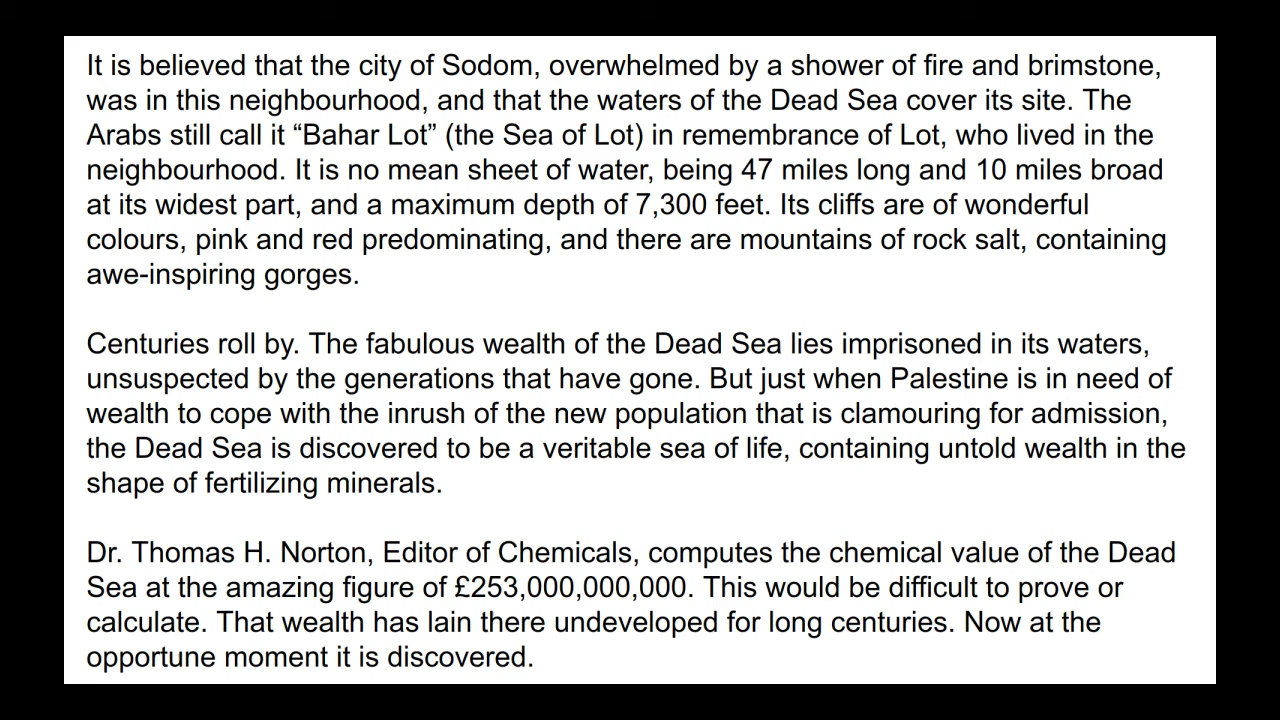 It is believed that the city of Sodom, overwhelmed by a shower of fire and brimstone,
was in this neighbourhood, and that the waters of the Dead Sea cover its site. The
Arabs still call it “Bahar Lot” (the Sea of Lot) in remembrance of Lot, who lived in the
neighbourhood. It is no mean sheet of water, being 47 miles long and 10 miles broad
at its widest part, and a maximum depth of 7,300 feet. Its cliffs are of wonderful
colours, pink and red predominating, and there are mountains of rock salt, containing
awe-inspiring gorges.

Centuries roll by. The fabulous wealth of the Dead Sea lies imprisoned in its waters,
unsuspected by the generations that have gone. But just when Palestine is in need of
wealth to cope with the inrush of the new population that is clamouring for admission,
the Dead Sea is discovered to be a veritable sea of life, containing untold wealth in the
shape of fertilizing minerals.

Dr. Thomas H. Norton, Editor of Chemicals, computes the chemical value of the Dead
Sea at the amazing figure of £253,000,000,000. This would be difficult to prove or
calculate. That wealth has lain there undeveloped for long centuries. Now at the
opportune moment it is discovered.